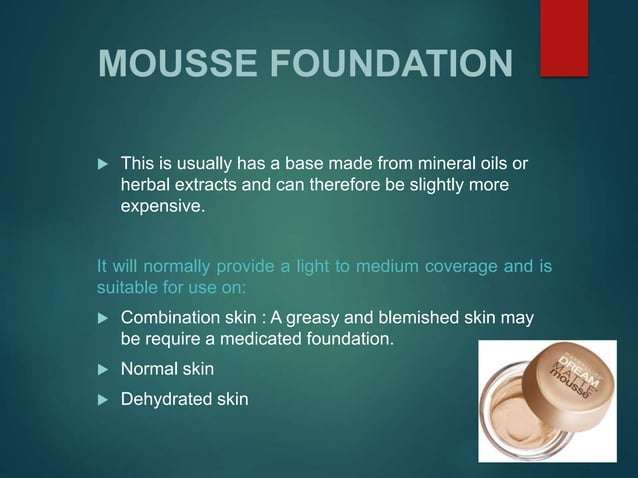 MOUSSE FOUNDATION
This is usually has a base made from mineral oils or
herbal extracts and can therefore be slightly more
expensive.
It will normally provide a light to medium coverage and is
suitable for use on:
Combination skin : A greasy and blemished skin may
be require a medicated foundation.
Normal skin
Dehydrated skin
DREAM
MATTE
mousse